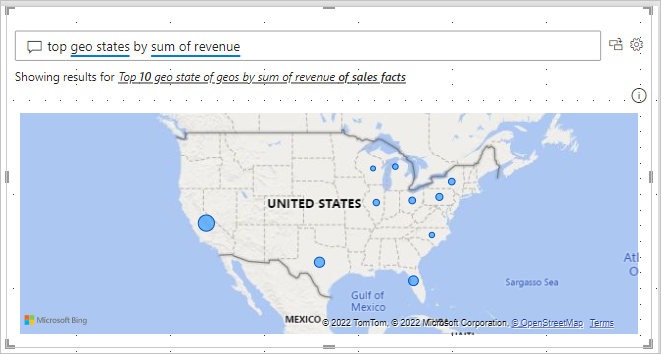 top geo states by sum of revenue
Showing results for Top 10 geo state of geos by sum of revenue of sales facts
UNITED STATES
Gulf of
Mexico
MEXICO
Sargasso Sea
Microsoft Bing
© 2022 TomTom, © 2022 Microsoft Corporation, © OpenStreetMap Terms